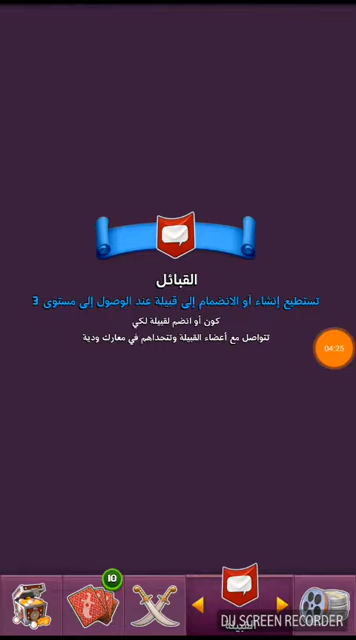 القبائل
تستطيع إنشاء أو الانضمام إلى قبيلة عند الوصول إلى مستوى 3
كون أو انضم لقبيلة لكي
تتواصل مع أعضاء القبيلة وتتحداهم في معارك ودية
04:25
10
القبيلة
DU SCREEN RECORDER